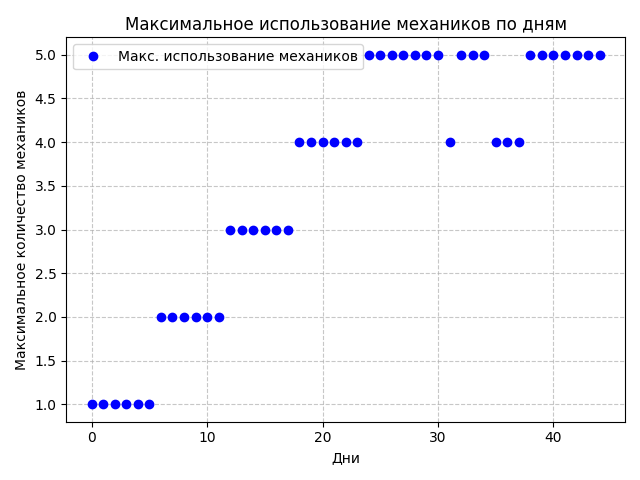 Максимальное использование механиков по дням
Макс. использование механиков
Максимальное количество механиков
5.0
4.5
4.0
3.5
3.0
2.5
2.0
1.5
1.0
0 10 20 30 40
Дни